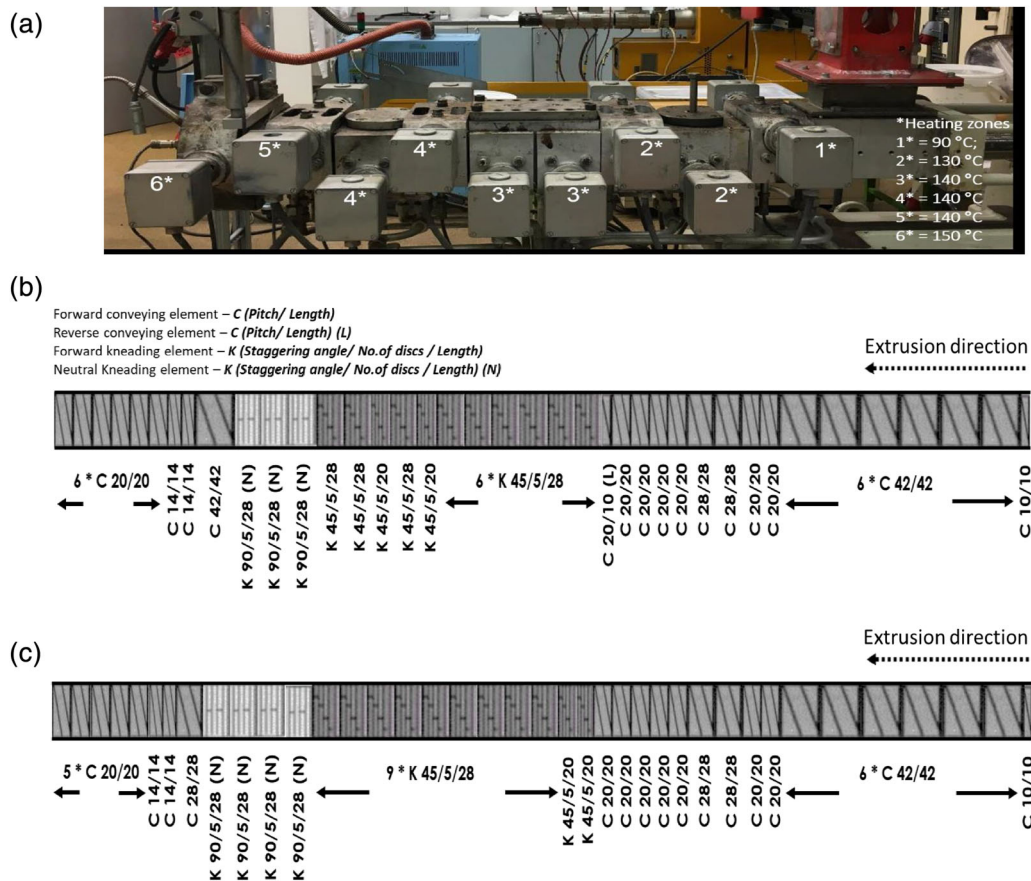 (a)
5*
4*
2*
1*
6*
4*
3*
3*
2*
*Heating zones
1* = 90 °C;
2* = 130 °C;
3* = 140 °C
4* = 140 °C
5* = 140 °C
6* = 150 °C
(b)
Forward conveying element – C (Pitch/ Length)
Reverse conveying element – C (Pitch/ Length) (L)
Forward kneading element – K (Staggering angle/ No.of discs / Length)
Neutral Kneading element – K (Staggering angle/ No.of discs / Length) (N)
Extrusion direction
6 * C 20/20
C 14/14
C 14/14
C 42/42
K 90/5/28 (N)
K 90/5/28 (N)
K 90/5/28 (N)
K 45/5/28
K 45/5/28
K 45/5/20
K 45/5/28
K 45/5/20
6 * K 45/5/28
C 20/10 (L)
C 20/20
C 20/20
C 20/20
C 28/28
C 28/28
C 20/20
C 20/20
6 * C 42/42
C 10/10
(c)
Extrusion direction
5 * C 20/20
C 14/14
C 14/14
C 28/28
K 90/5/28 (N)
K 90/5/28 (N)
K 90/5/28 (N)
K 90/5/28 (N)
9 * K 45/5/28
K 45/5/20
K 45/5/20
C 20/20
C 20/20
C 20/20
C 20/20
C 28/28
C 28/28
C 20/20
C 20/20
6 * C 42/42
C 10/10